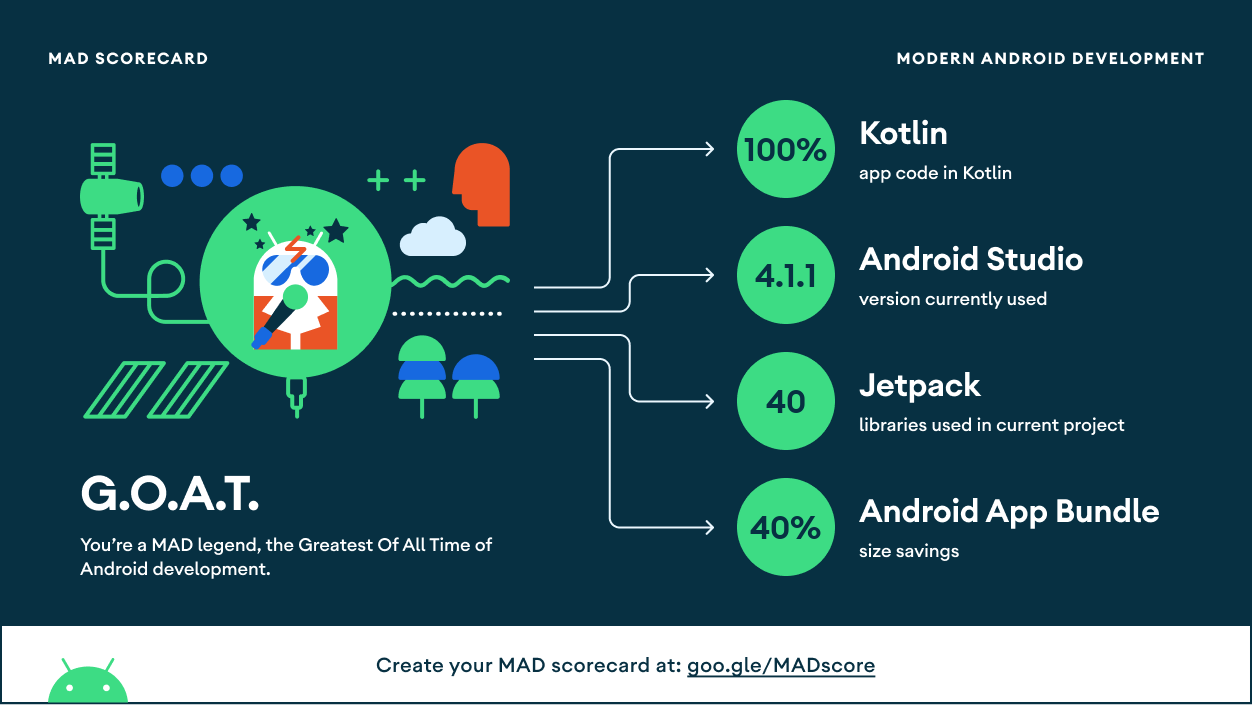 MAD SCORECARD
MODERN ANDROID DEVELOPMENT
100%
Kotlin
app code in Kotlin
4.1.1
Android Studio
version currently used
40
Jetpack
libraries used in current project
40%
Android App Bundle
size savings
G.O.A.T.
You’re a MAD legend, the Greatest Of All Time of
Android development.
Create your MAD scorecard at: goo.gle/MADscore